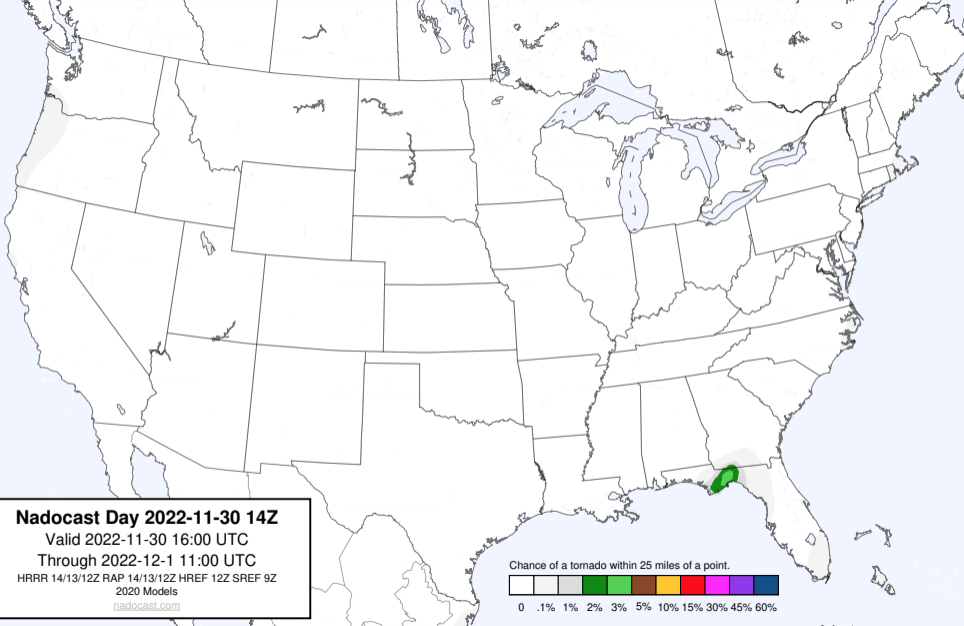 Nadocast Day 2022-11-30 14Z
Valid 2022-11-30 16:00 UTC
Through 2022-12-1 11:00 UTC
HRRR 14/13/12Z RAP 14/13/12Z HREF 12Z SREF 9Z
2020 Models
nadocast.com
Chance of a tornado within 25 miles of a point.
0 .1% 1% 2% 3% 5% 10% 15% 30% 45% 60%